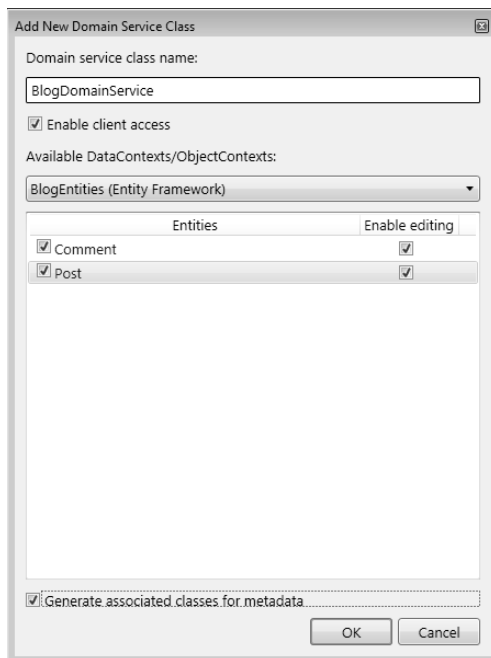 Add New Domain Service Class
Domain service class name:
BlogDomainService
Enable client access
Available DataContexts/ObjectContexts:
BlogEntities (Entity Framework)
Entities Enable editing
Comment
Post
Generate associated classes for metadata
OK Cancel